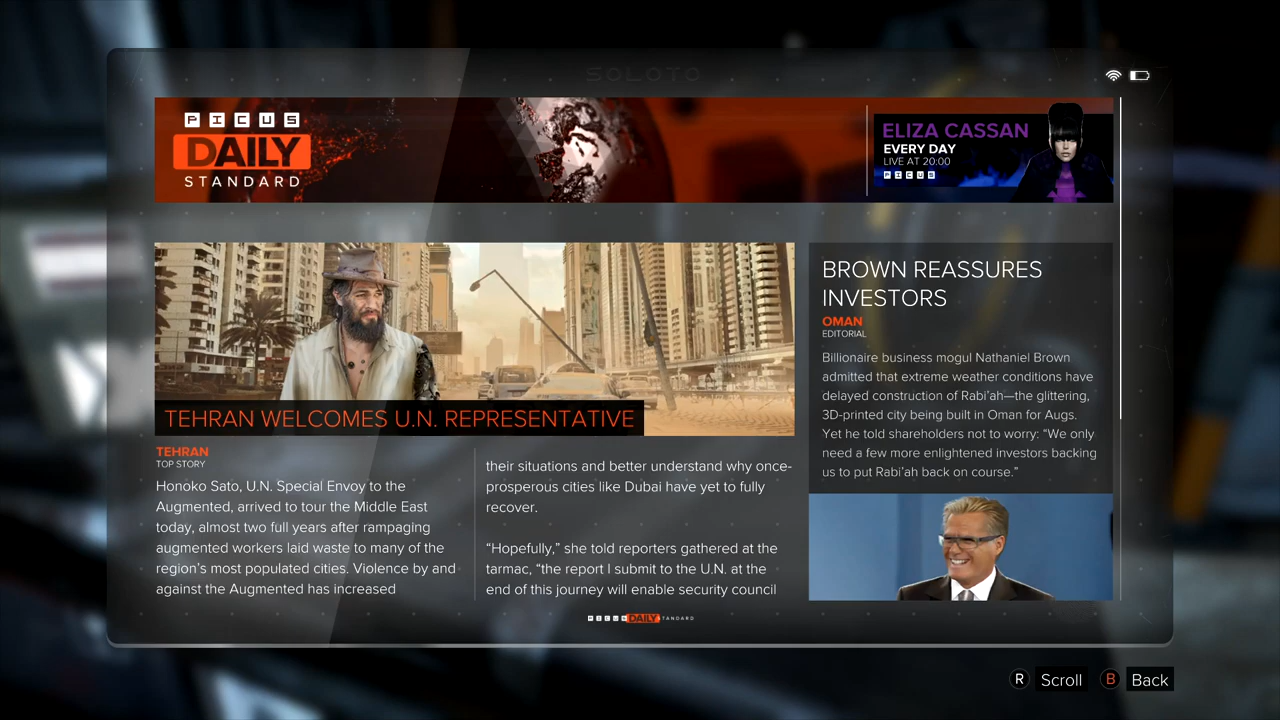 SOLOTO
PICUS
DAILY
STANDARD
ELIZA CASSAN
EVERY DAY
LIVE AT 20:00
PICUS
TEHRAN WELCOMES U.N. REPRESENTATIVE
TEHRAN
TOP STORY
Honoko Sato, U.N. Special Envoy to the
Augmented, arrived to tour the Middle East
today, almost two full years after rampaging
augmented workers laid waste to many of the
region's most populated cities. Violence by and
against the Augmented has increased
their situations and better understand why once-
prosperous cities like Dubai have yet to fully
recover.
“Hopefully,” she told reporters gathered at the
tarmac, “the report I submit to the U.N. at the
end of this journey will enable security council
BROWN REASSURES
INVESTORS
OMAN
EDITORIAL
Billionaire business mogul Nathaniel Brown
admitted that extreme weather conditions have
delayed construction of Rabi'ah—the glittering,
3D-printed city being built in Oman for Augs.
Yet he told shareholders not to worry: “We only
need a few more enlightened investors backing
us to put Rabi'ah back on course.”
PICUS DAILY STANDARD
R Scroll B Back